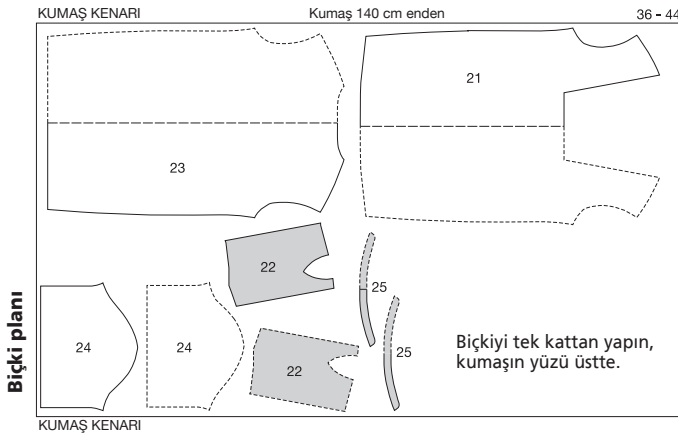 KUMAŞ KENARI
Kumaş 140 cm enden
36 - 44
21
23
22
25
24
24
22
25
Biçki planı
Biçkiyi tek kattan yapın,
kumaşın yüzü üstte.
KUMAŞ KENARI